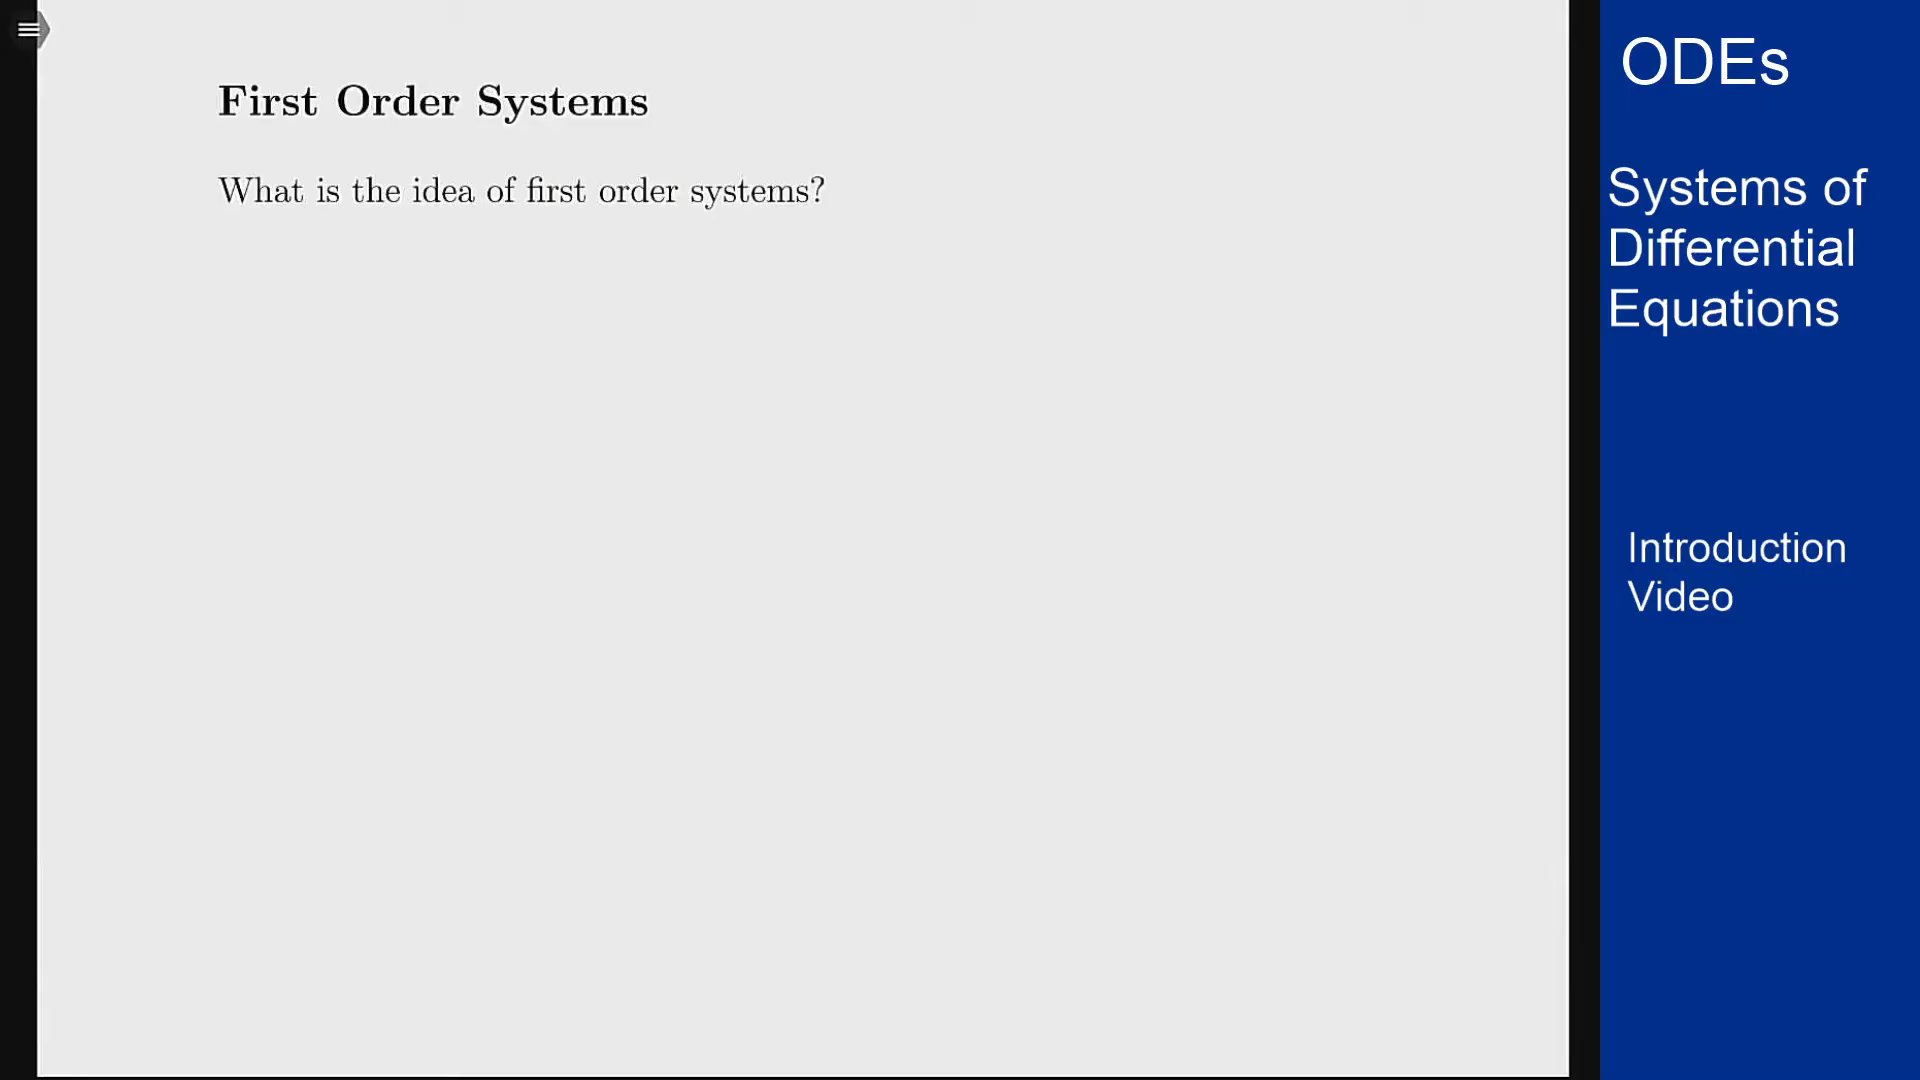 First Order Systems
What is the idea of first order systems?
ODEs
Systems of
Differential
Equations
Introduction
Video